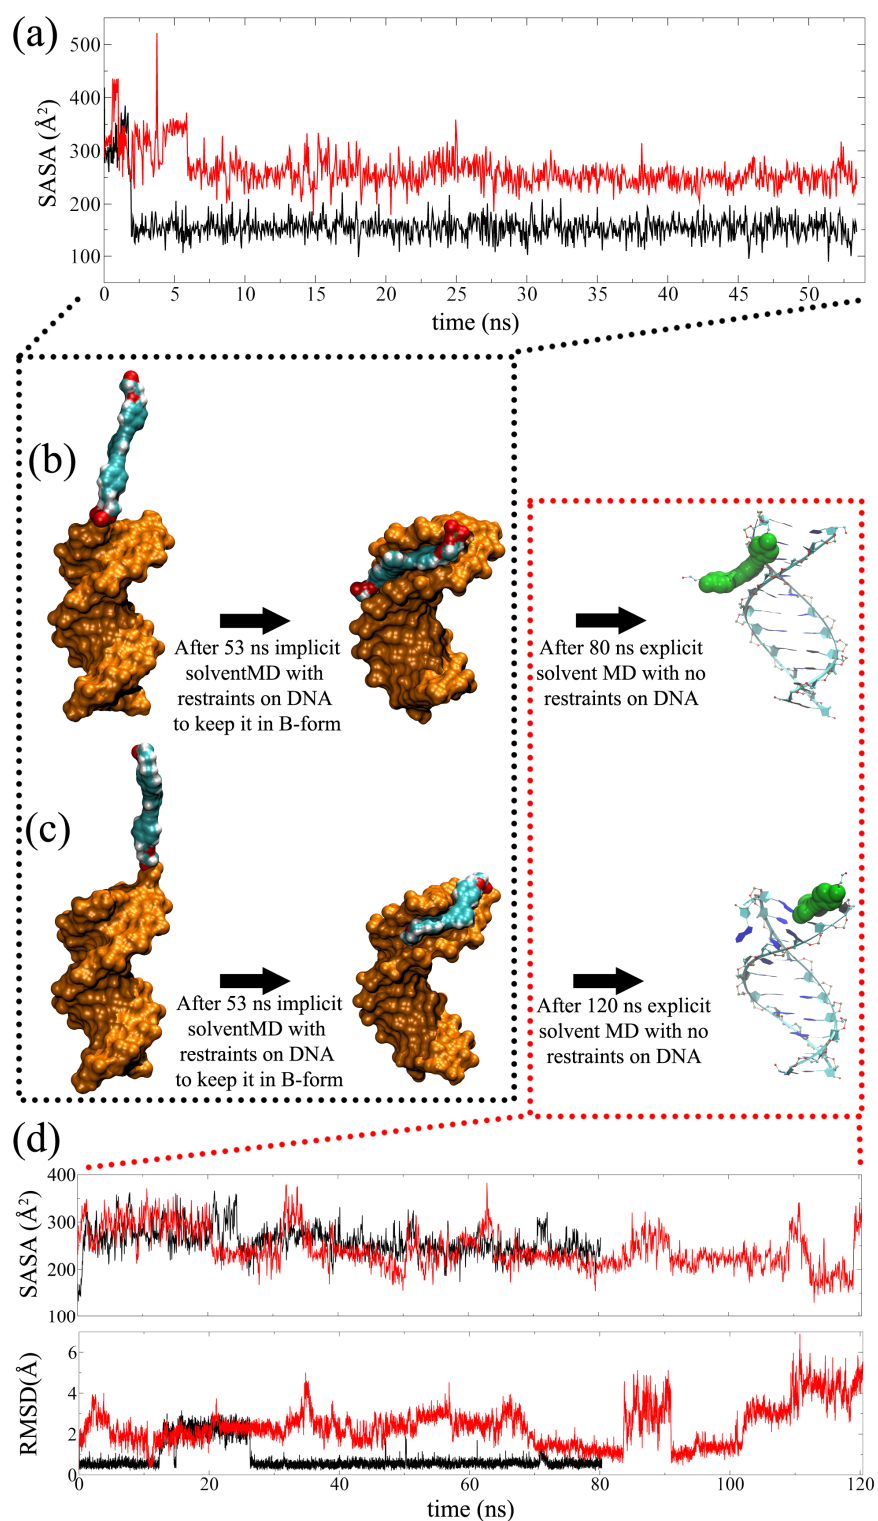 (a)
500
400
300
200
100
SASA (Å²)
0 5 10 15 20 25 30 35 40 45 50
time (ns)
(b)
After 53 ns implicit
solventMD with
restraints on DNA
to keep it in B-form
After 80 ns explicit
solvent MD with no
restraints on DNA
(c)
After 53 ns implicit
solventMD with
restraints on DNA
to keep it in B-form
After 120 ns explicit
solvent MD with no
restraints on DNA
(d)
400
300
200
100
SASA (Å²)
6
4
2
0
RMSD(Å)
0 20 40 60 80 100 120
time (ns)